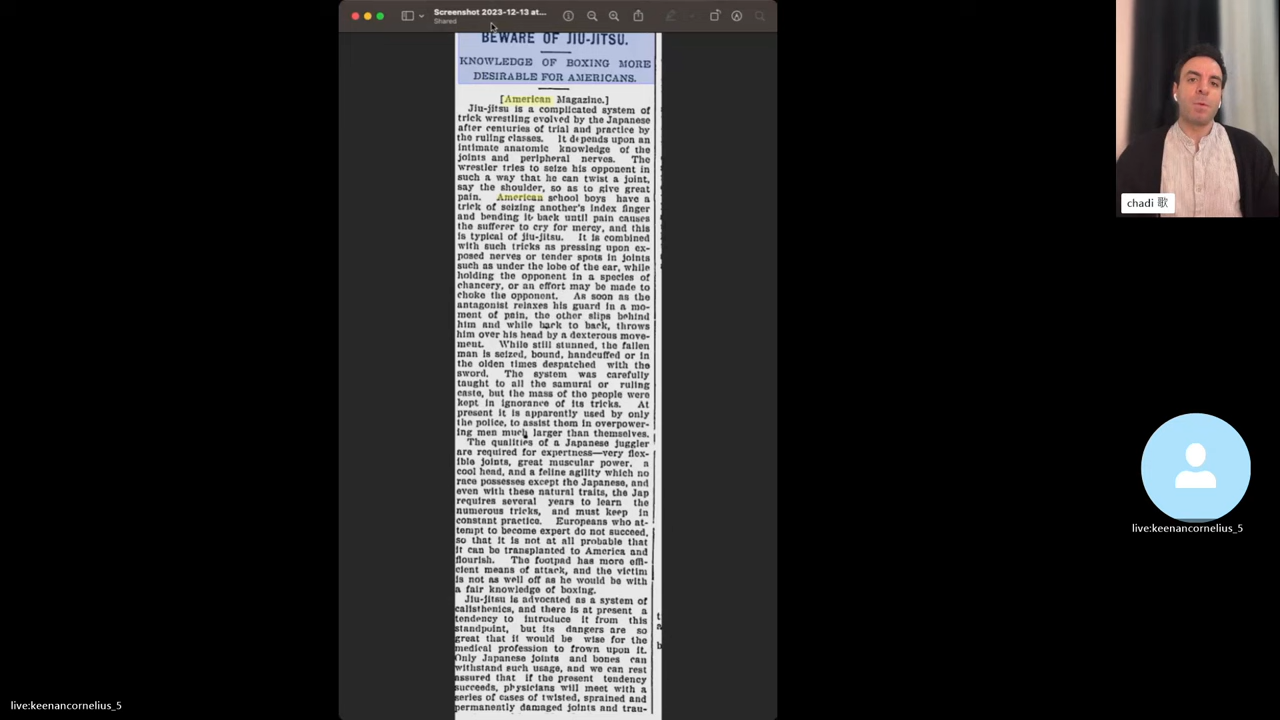 Screenshot 2023-12-13 at...
Shared
BEWARE OF JIU-JITSU.
KNOWLEDGE OF BOXING MORE
DESIRABLE FOR AMERICANS.
[American Magazine.]
Jiu-jitsu is a complicated system of
trick wrestling evolved by the Japanese
after centuries of trial and practice by
the ruling classes. It depends upon an
intimate anatomic knowledge of the
joints and peripheral nerves. The
wrestler tries to seize his opponent in
such a way that he can twist a joint,
say the shoulder, so as to give great
pain. American school boys have a
trick of seizing another's index finger
and bending it back until pain causes
the sufferer to cry for mercy, and this
is typical of jiu-jitsu. It is combined
with such tricks as pressing upon ex-
posed nerves or tender spots in joints
such as under the lobe of the ear, while
holding the opponent in a species of
chancery, or an effort may be made to
choke the opponent. As soon as the
antagonist relaxes his guard in a mo-
ment of pain, the other slips behind
him and while back to back, throws
him over his head by a dexterous move-
ment. While still stunned, the fallen
man is seized, bound, handcuffed or in
the olden times despatched with the
sword. The system was carefully
taught to all the samurai or ruling
caste, but the mass of the people were
kept in ignorance of its tricks. At
present it is apparently used by only
the police, to assist them in overpower-
ing men much larger than themselves.
The qualities of a Japanese juggler
are required for expertness—very flex-
ible joints, great muscular power, a
cool head, and a feline agility which no
race possesses except the Japanese, and
even with these natural traits, the Jap
requires several years to learn the
numerous tricks, and must keep in
constant practice. Europeans who at-
tempt to become expert do not succeed,
so that it is not at all probable that
it can be transplanted to America and
flourish. The footpad has more effi-
cient means of attack, and the victim
is not as well off as he would be with
a fair knowledge of boxing.
Jiu-jitsu is advocated as a system of
calisthenics, and there is at present a
tendency to introduce it from this
standpoint, but its dangers are so
great that it would be wise for the
medical profession to frown upon it.
Only Japanese joints and bones can
withstand such usage, and we can rest
assured that if the present tendency
succeeds, physicians will meet with a
series of cases of twisted, sprained and
permanently damaged joints and trau-
chadi 歌
live:keenancornelius_5
live:keenancornelius_5